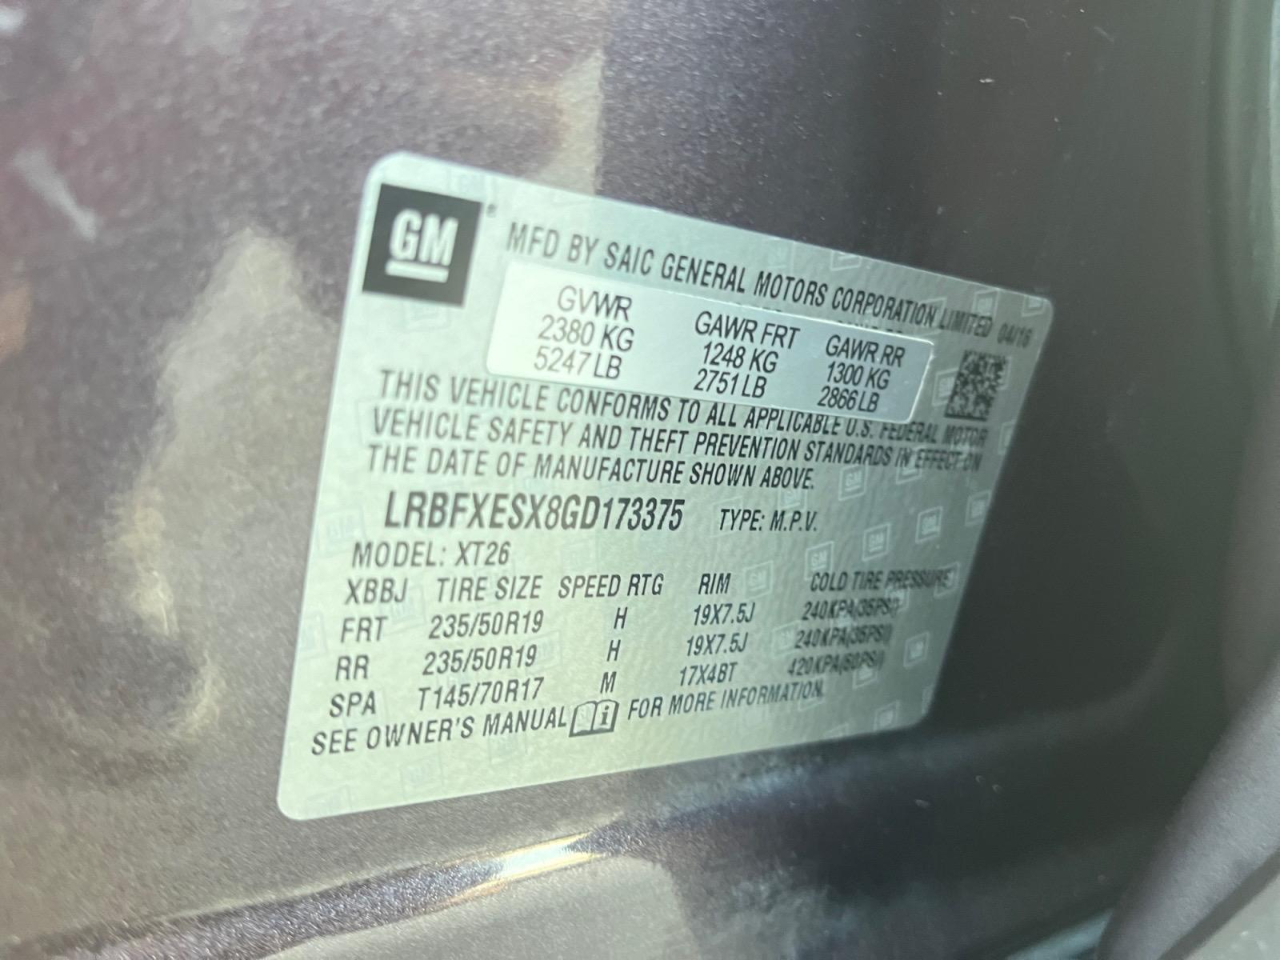 GM ®
MFD BY SAIC GENERAL MOTORS CORPORATION LIMITED 04/16
GVWR GAWR FRT GAWR RR
2380 KG 1248 KG 1300 KG
5247 LB 2751 LB 2866 LB
THIS VEHICLE CONFORMS TO ALL APPLICABLE U.S. FEDERAL MOTOR
VEHICLE SAFETY AND THEFT PREVENTION STANDARDS IN EFFECT ON
THE DATE OF MANUFACTURE SHOWN ABOVE.
LRBFXESX8GD173375 TYPE: M.P.V.
MODEL: XT26
XBBJ TIRE SIZE SPEED RTG RIM COLD TIRE PRESSURE
FRT 235/50R19 H 19X7.5J 240KPA(35PSI)
RR 235/50R19 H 19X7.5J 240KPA(35PSI)
SPA T145/70R17 M 17X4BT 420KPA(60PSI)
SEE OWNER'S MANUAL i FOR MORE INFORMATION.